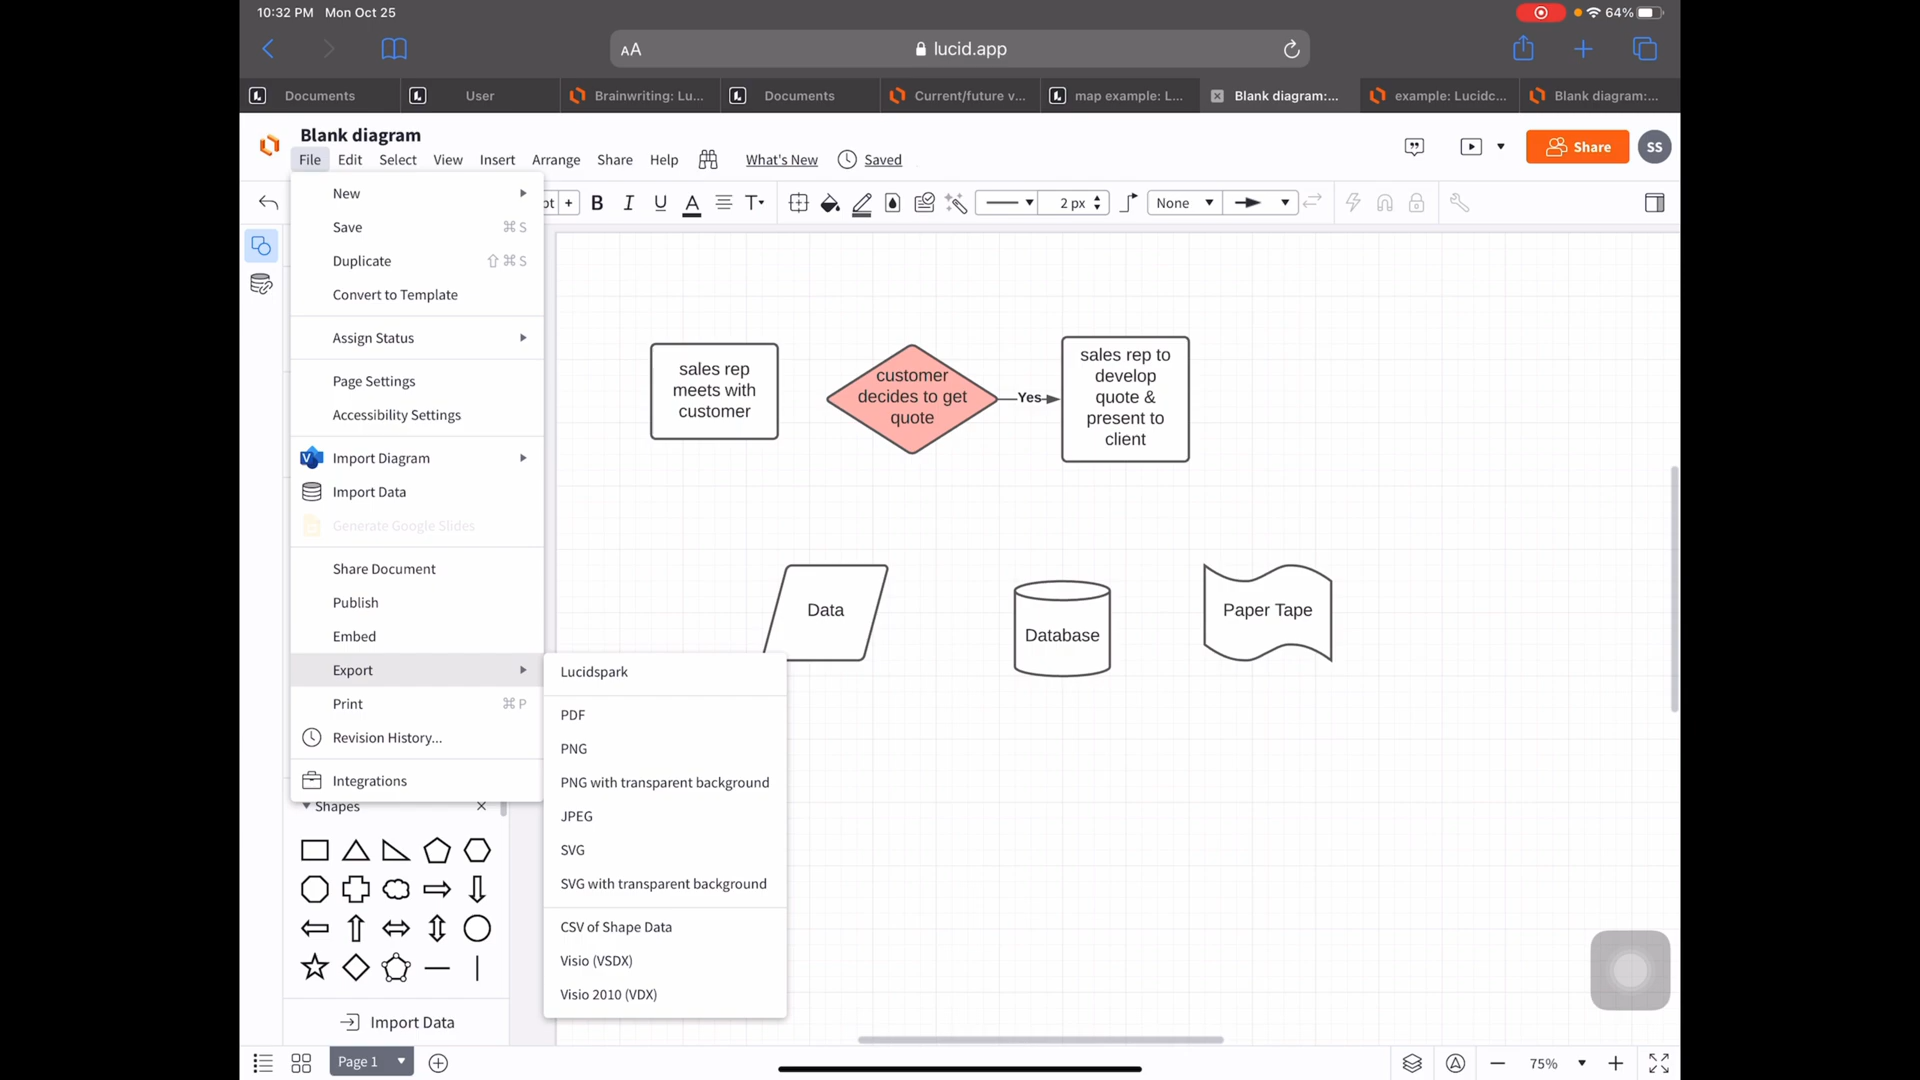 10:32 PM Mon Oct 25
64%
AA
lucid.app
Documents
User
Brainwriting: Lu...
Documents
Current/future v...
map example: L...
Blank diagram:...
example: Lucidc...
Blank diagram:...
Blank diagram
File Edit Select View Insert Arrange Share Help What's New Saved
Share
SS
pt + B I U A T 2 px None
New
Save ⌘ S
Duplicate ⇧ ⌘ S
Convert to Template
Assign Status
Page Settings
Accessibility Settings
Import Diagram
Import Data
Generate Google Slides
Share Document
Publish
Embed
Export
Print ⌘ P
Revision History...
Integrations
Lucidspark
PDF
PNG
PNG with transparent background
JPEG
SVG
SVG with transparent background
CSV of Shape Data
Visio (VSDX)
Visio 2010 (VDX)
sales rep
meets with
customer
customer
decides to get
quote
Yes
sales rep to
develop
quote &
present to
client
Data
Database
Paper Tape
Shapes
Import Data
Page 1
75%